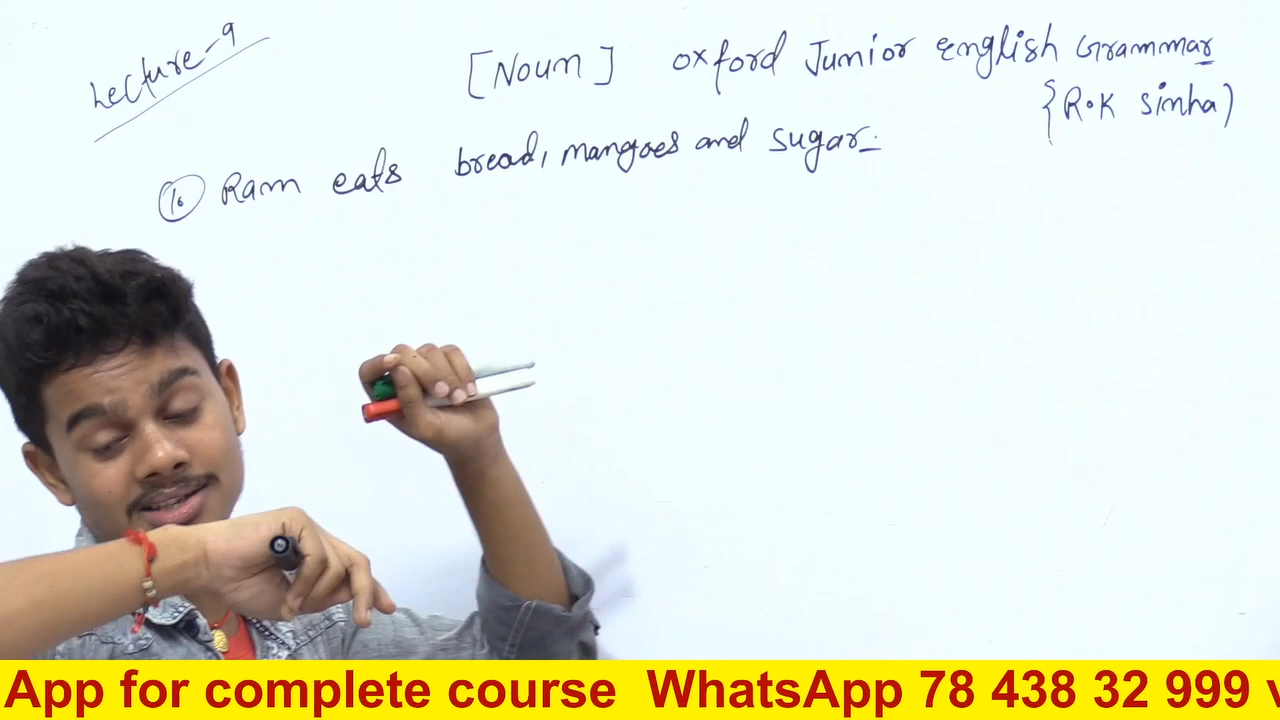 Lecture-9
[Noun] oxford Junior English Grammar
{R.K Sinha)
1. Ram eats bread, mangoes and sugar.
App for complete course WhatsApp 78 438 32 999 v